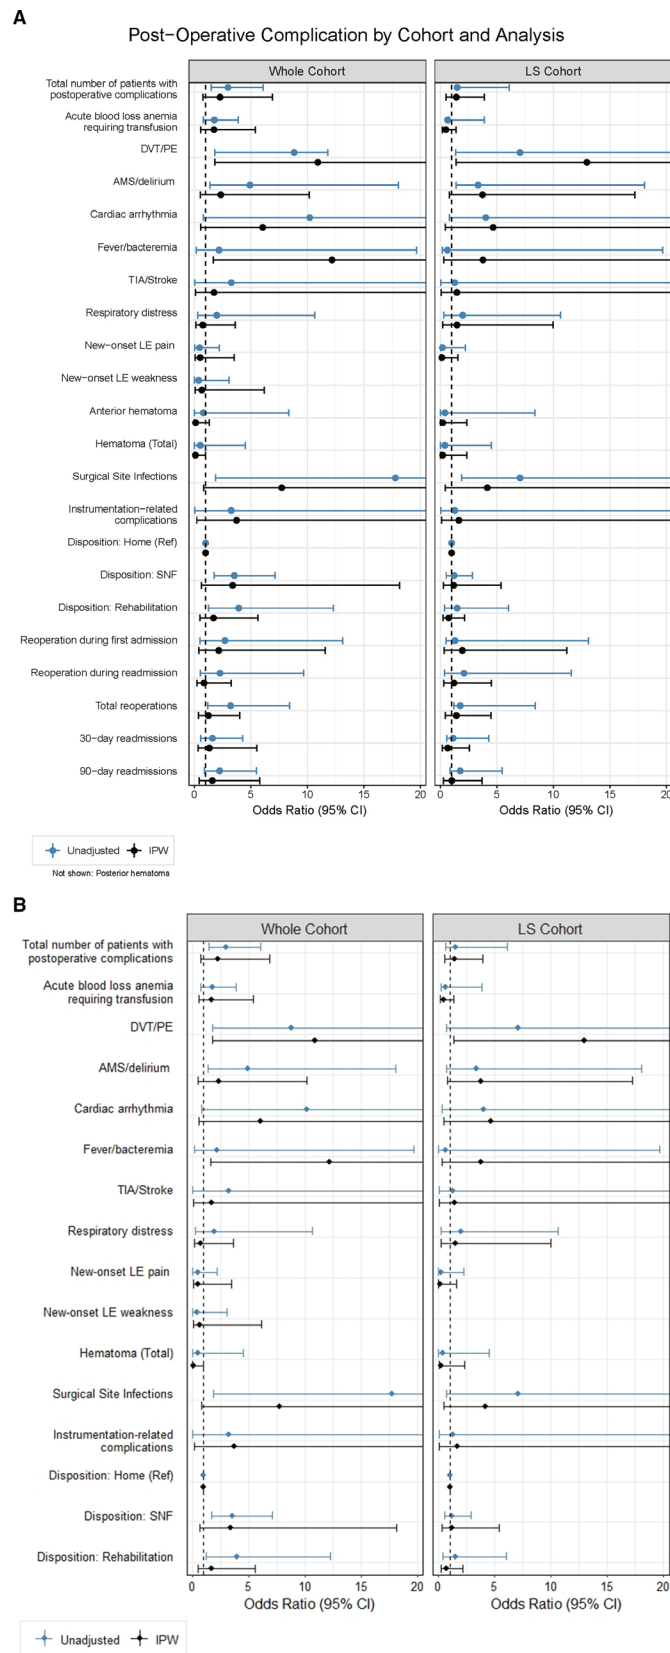 A
Post-Operative Complication by Cohort and Analysis
Whole Cohort
LS Cohort
Total number of patients with
postoperative complications
Acute blood loss anemia
requiring transfusion
DVT/PE
AMS/delirium
Cardiac arrhythmia
Fever/bacteremia
TIA/Stroke
Respiratory distress
New-onset LE pain
New-onset LE weakness
Anterior hematoma
Hematoma (Total)
Surgical Site Infections
Instrumentation-related
complications
Disposition: Home (Ref)
Disposition: SNF
Disposition: Rehabilitation
Reoperation during first admission
Reoperation during readmission
Total reoperations
30-day readmissions
90-day readmissions
0 5 10 15 20 0 5 10 15 20
Odds Ratio (95% CI) Odds Ratio (95% CI)
Unadjusted IPW
Not shown: Posterior hematoma
B
Whole Cohort
LS Cohort
Total number of patients with
postoperative complications
Acute blood loss anemia
requiring transfusion
DVT/PE
AMS/delirium
Cardiac arrhythmia
Fever/bacteremia
TIA/Stroke
Respiratory distress
New-onset LE pain
New-onset LE weakness
Hematoma (Total)
Surgical Site Infections
Instrumentation-related
complications
Disposition: Home (Ref)
Disposition: SNF
Disposition: Rehabilitation
0 5 10 15 20 0 5 10 15 20
Odds Ratio (95% CI) Odds Ratio (95% CI)
Unadjusted IPW